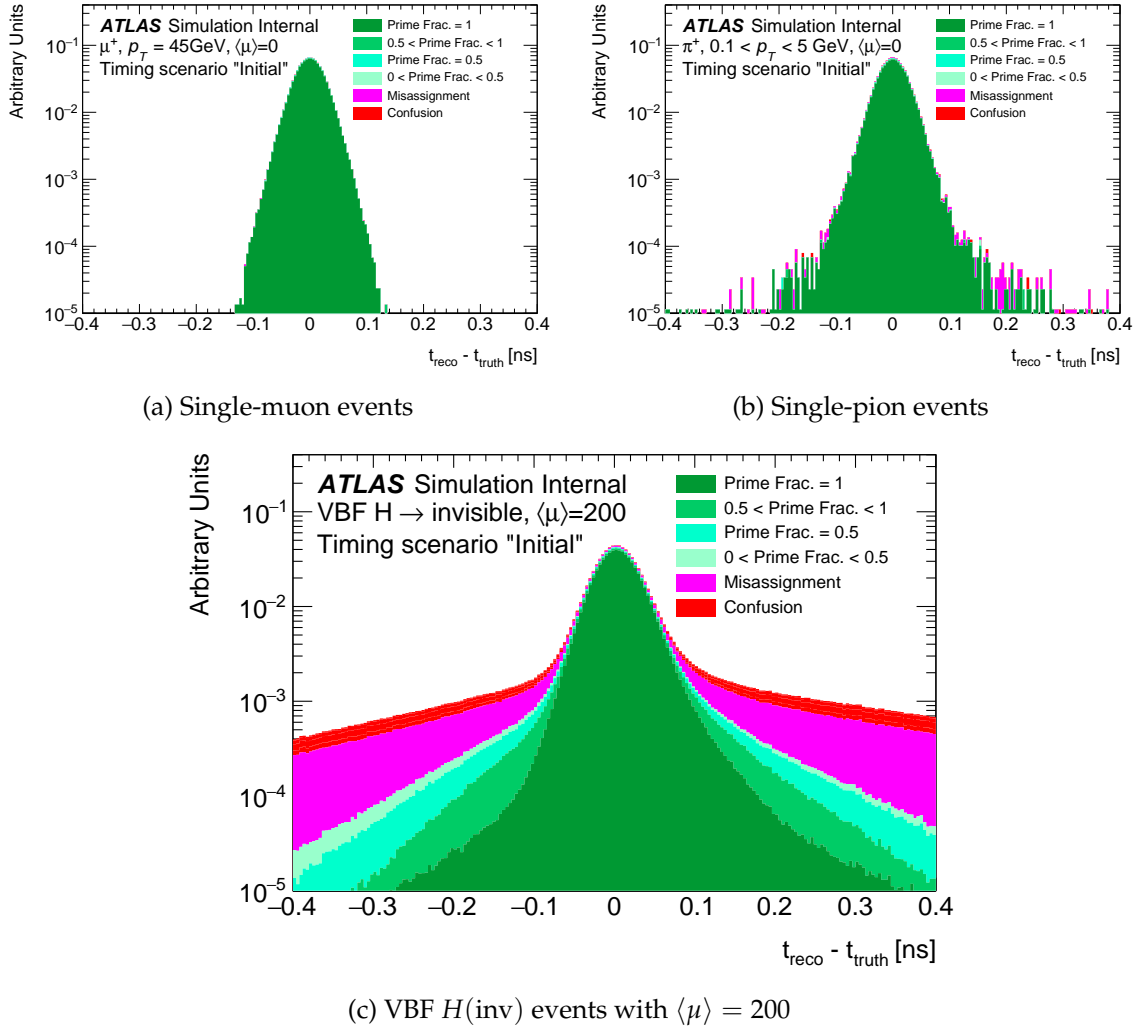 ATLAS Simulation Internal
μ⁺, p_T = 45GeV, ⟨μ⟩=0
Timing scenario "Initial"
Prime Frac. = 1
0.5 < Prime Frac. < 1
Prime Frac. = 0.5
0 < Prime Frac. < 0.5
Misassignment
Confusion
Arbitrary Units
10⁻¹
10⁻²
10⁻³
10⁻⁴
10⁻⁵
−0.4 −0.3 −0.2 −0.1 0 0.1 0.2 0.3 0.4
t_reco - t_truth [ns]
(a) Single-muon events
ATLAS Simulation Internal
π⁺, 0.1 < p_T < 5 GeV, ⟨μ⟩=0
Timing scenario "Initial"
Prime Frac. = 1
0.5 < Prime Frac. < 1
Prime Frac. = 0.5
0 < Prime Frac. < 0.5
Misassignment
Confusion
Arbitrary Units
10⁻¹
10⁻²
10⁻³
10⁻⁴
10⁻⁵
−0.4 −0.3 −0.2 −0.1 0 0.1 0.2 0.3 0.4
t_reco - t_truth [ns]
(b) Single-pion events
ATLAS Simulation Internal
VBF H → invisible, ⟨μ⟩=200
Timing scenario "Initial"
Prime Frac. = 1
0.5 < Prime Frac. < 1
Prime Frac. = 0.5
0 < Prime Frac. < 0.5
Misassignment
Confusion
Arbitrary Units
10⁻¹
10⁻²
10⁻³
10⁻⁴
10⁻⁵
−0.4 −0.3 −0.2 −0.1 0 0.1 0.2 0.3 0.4
t_reco - t_truth [ns]
(c) VBF H(inv) events with ⟨μ⟩ = 200